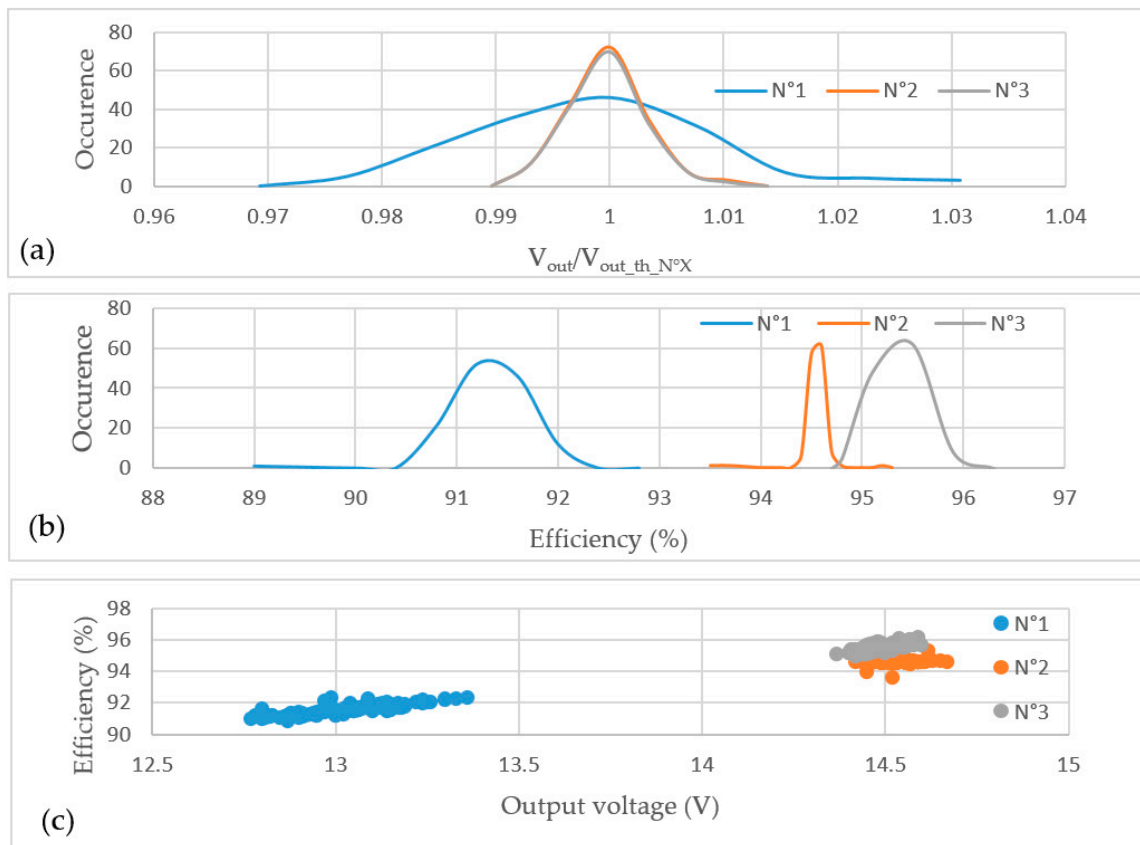 80
60
40
20
0
Occurence
N°1 N°2 N°3
0.96 0.97 0.98 0.99 1 1.01 1.02 1.03 1.04
(a)
Vout/Vout_th_N°X
80
60
40
20
0
Occurence
N°1 N°2 N°3
88 89 90 91 92 93 94 95 96 97
(b)
Efficiency (%)
98
96
94
92
90
Efficiency (%)
N°1
N°2
N°3
12.5 13 13.5 14 14.5 15
Output voltage (V)
(c)